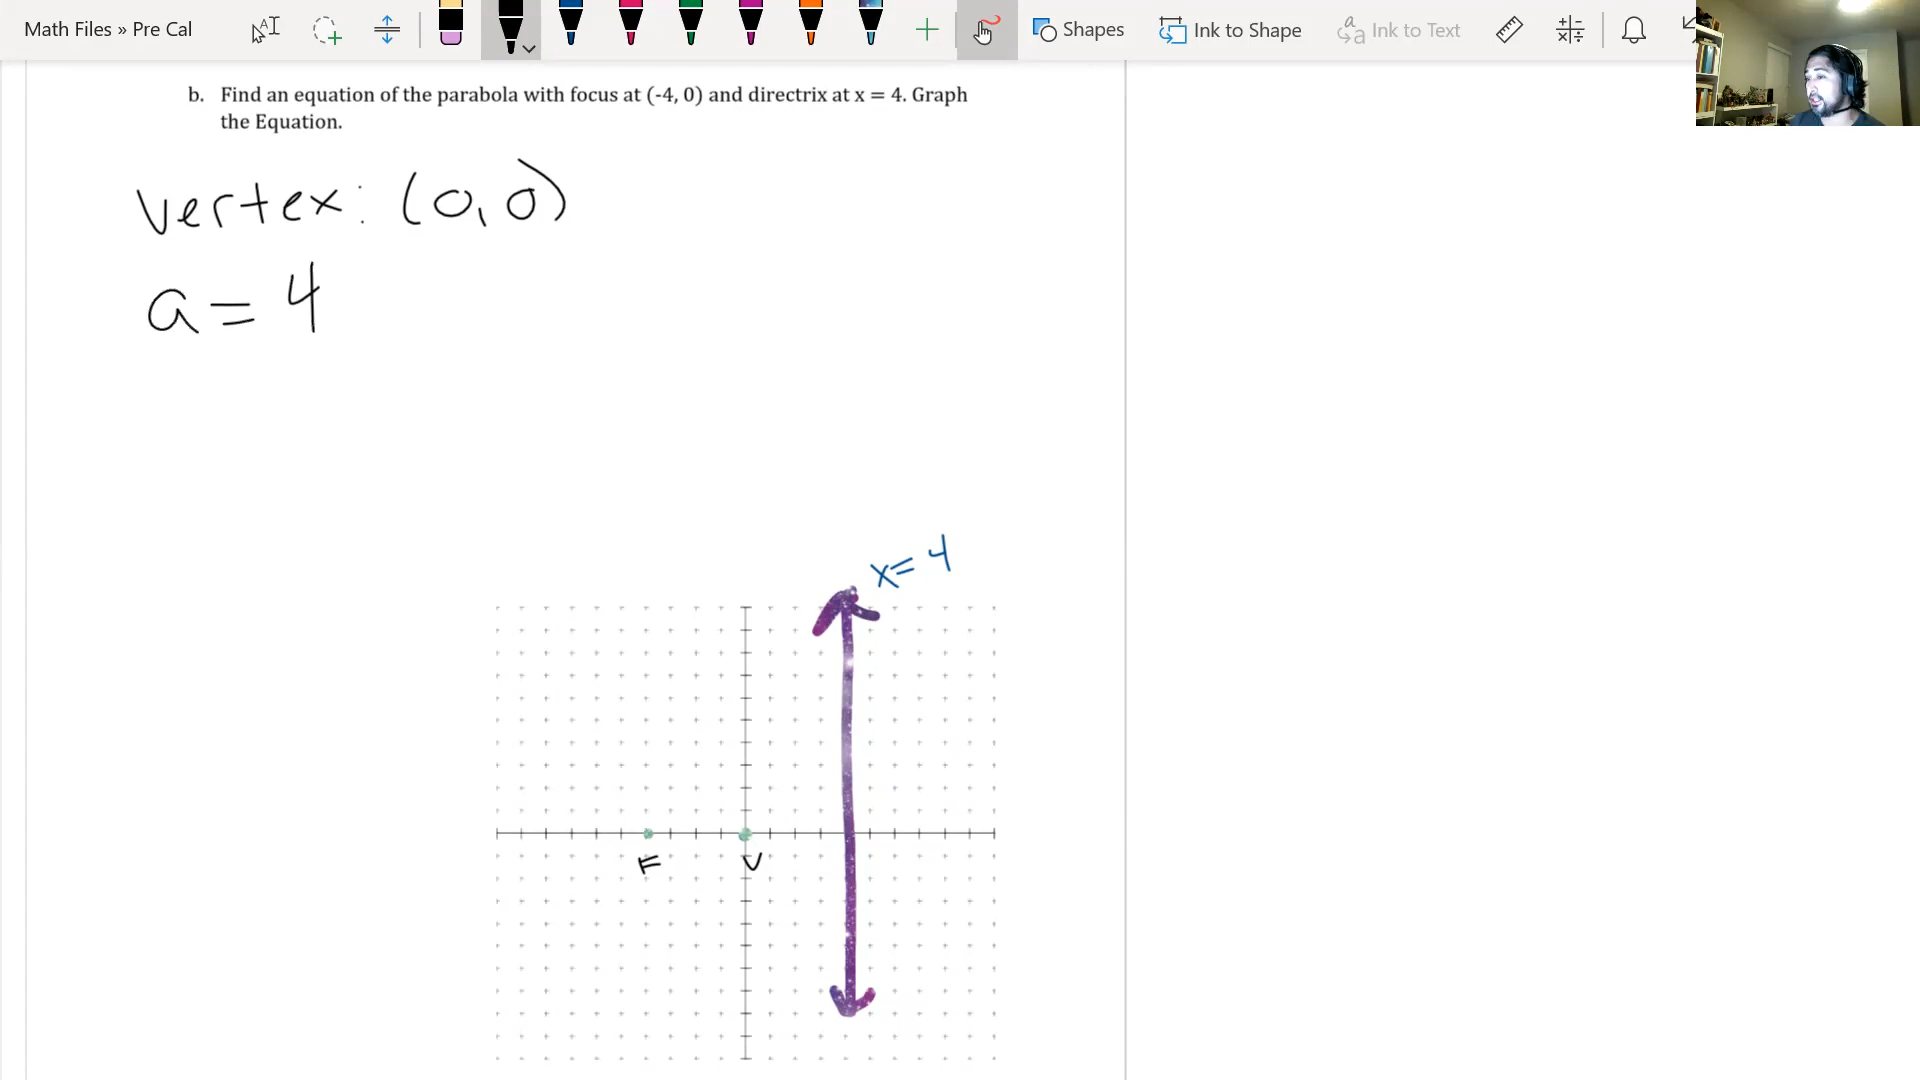 Math Files » Pre Cal
Shapes
Ink to Shape
Ink to Text
b. Find an equation of the parabola with focus at (-4, 0) and directrix at x = 4. Graph
the Equation.
vertex: (0,0)
a = 4
x = 4
F
V